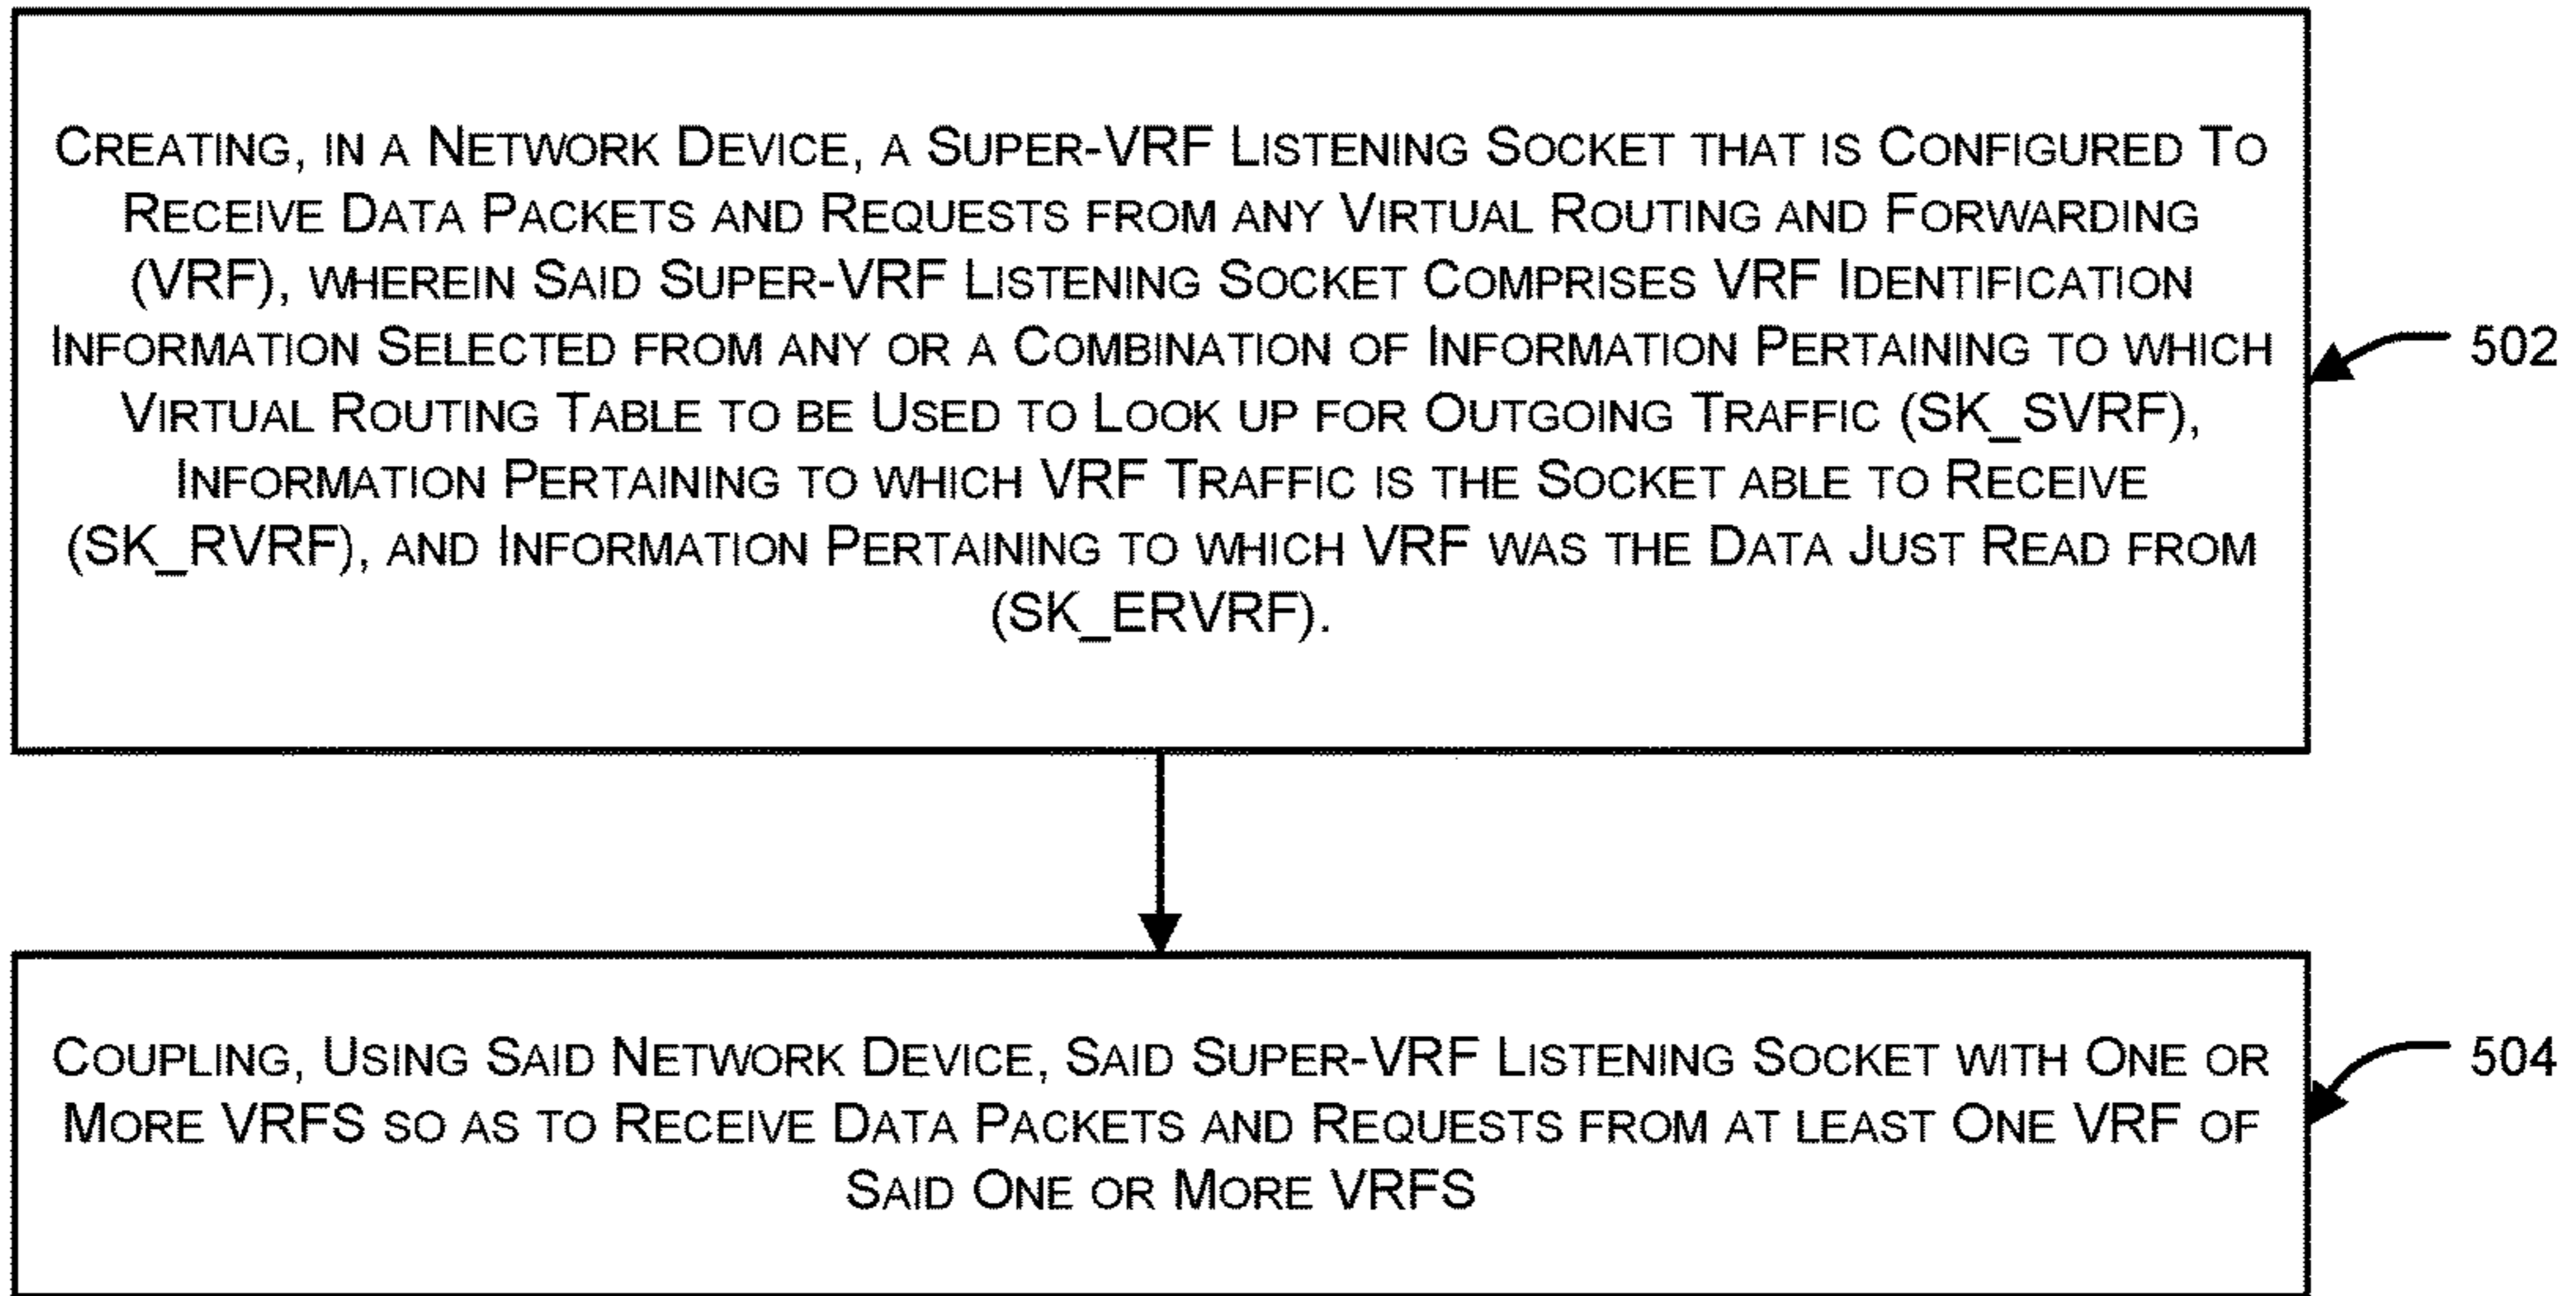 CREATING, IN A NETWORK DEVICE, A SUPER-VRF LISTENING SOCKET THAT IS CONFIGURED TO
RECEIVE DATA PACKETS AND REQUESTS FROM ANY VIRTUAL ROUTING AND FORWARDING
(VRF), WHEREIN SAID SUPER-VRF LISTENING SOCKET COMPRISES VRF IDENTIFICATION
INFORMATION SELECTED FROM ANY OR A COMBINATION OF INFORMATION PERTAINING TO WHICH
VIRTUAL ROUTING TABLE TO BE USED TO LOOK UP FOR OUTGOING TRAFFIC (SK_SVRF),
INFORMATION PERTAINING TO WHICH VRF TRAFFIC IS THE SOCKET ABLE TO RECEIVE
(SK_RVRF), AND INFORMATION PERTAINING TO WHICH VRF WAS THE DATA JUST READ FROM
(SK_ERVRF).
502
COUPLING, USING SAID NETWORK DEVICE, SAID SUPER-VRF LISTENING SOCKET WITH ONE OR
MORE VRFS SO AS TO RECEIVE DATA PACKETS AND REQUESTS FROM AT LEAST ONE VRF OF
SAID ONE OR MORE VRFS
504